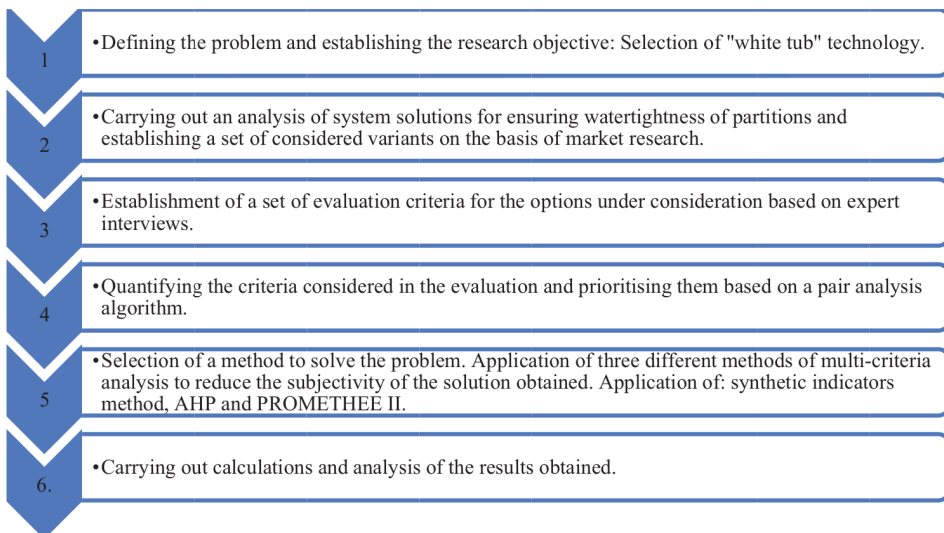 1
•Defining the problem and establishing the research objective: Selection of "white tub" technology.
2
•Carrying out an analysis of system solutions for ensuring watertightness of partitions and
establishing a set of considered variants on the basis of market research.
3
•Establishment of a set of evaluation criteria for the options under consideration based on expert
interviews.
4
•Quantifying the criteria considered in the evaluation and prioritising them based on a pair analysis
algorithm.
5
•Selection of a method to solve the problem. Application of three different methods of multi-criteria
analysis to reduce the subjectivity of the solution obtained. Application of: synthetic indicators
method, AHP and PROMETHEE II.
6.
•Carrying out calculations and analysis of the results obtained.